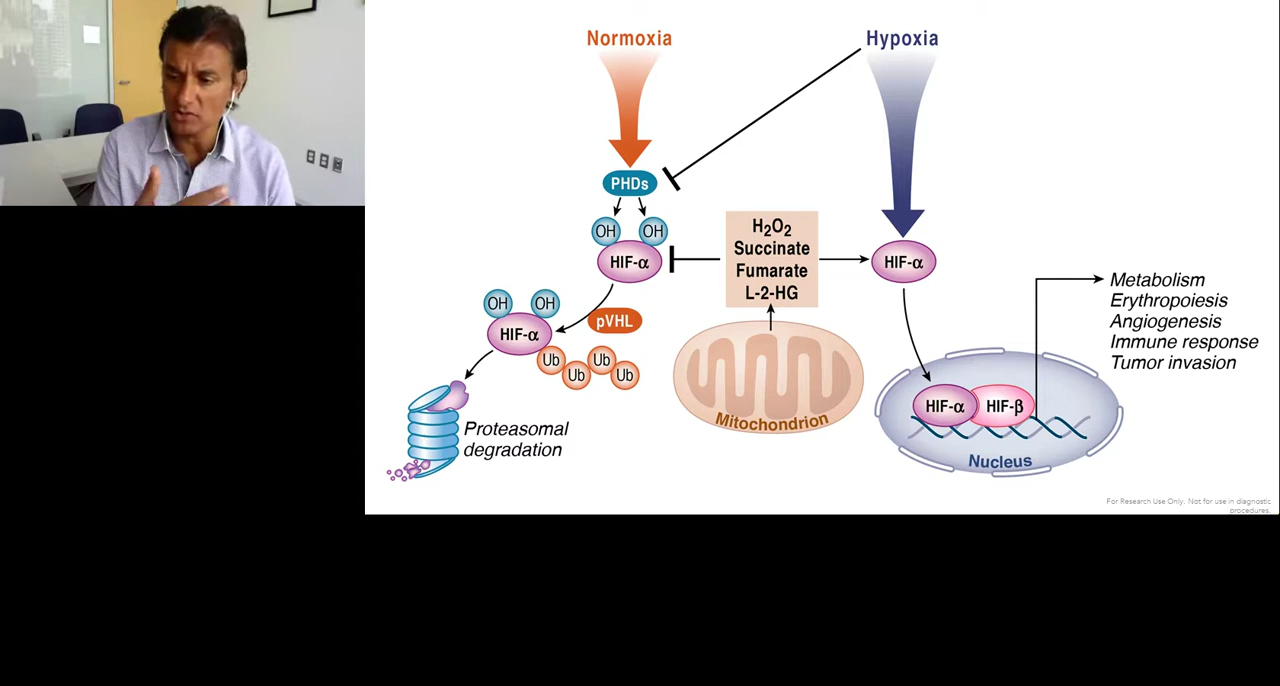 Normoxia
Hypoxia
PHDs
OH
OH
HIF-α
H₂O₂
Succinate
Fumarate
L-2-HG
HIF-α
OH
OH
HIF-α
pVHL
Ub
Ub
Ub
Ub
Proteasomal
degradation
Mitochondrion
Metabolism
Erythropoiesis
Angiogenesis
Immune response
Tumor invasion
HIF-α
HIF-β
Nucleus
For Research Use Only. Not for use in diagnostic
procedures.